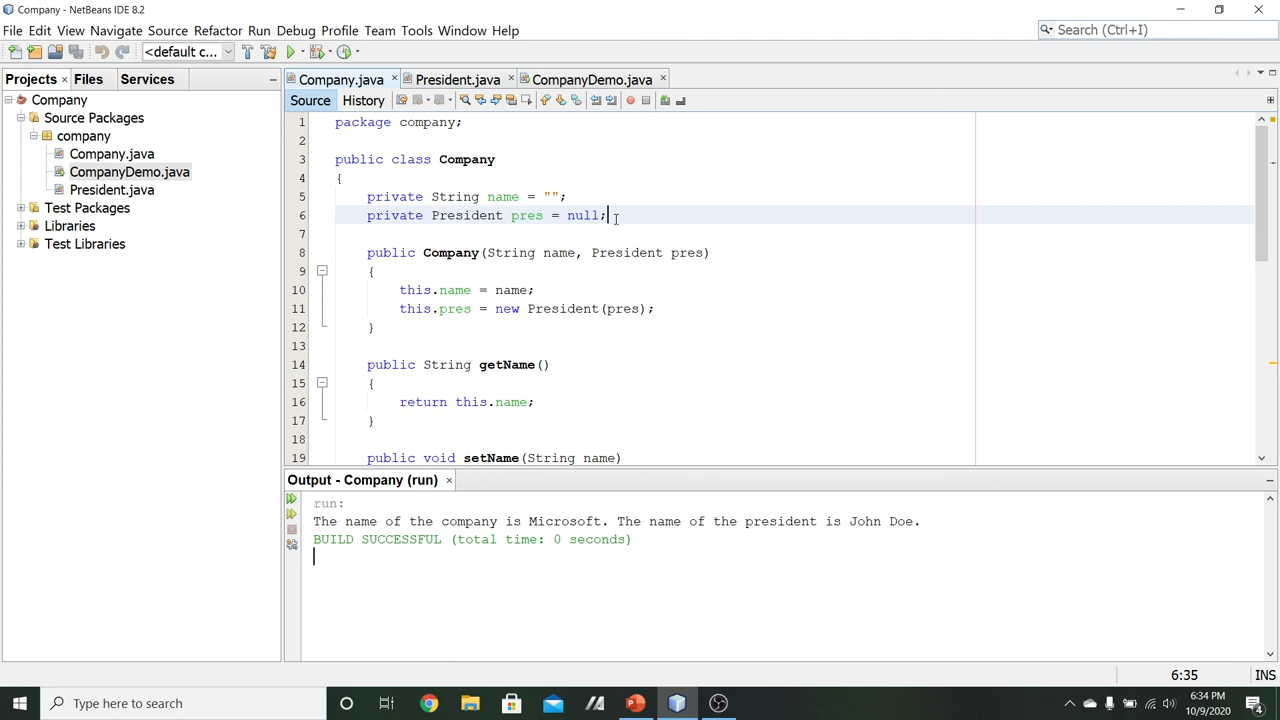 Company - NetBeans IDE 8.2
File Edit View Navigate Source Refactor Run Debug Profile Team Tools Window Help
Search (Ctrl+I)
<default c...
Projects Files Services
Company
Source Packages
company
Company.java
CompanyDemo.java
President.java
Test Packages
Libraries
Test Libraries
Company.java President.java CompanyDemo.java
Source History
1 package company;
2
3 public class Company
4 {
5 private String name = "";
6 private President pres = null;
7
8 public Company(String name, President pres)
9 {
10 this.name = name;
11 this.pres = new President(pres);
12 }
13
14 public String getName()
15 {
16 return this.name;
17 }
18
19 public void setName(String name)
Output - Company (run)
run:
The name of the company is Microsoft. The name of the president is John Doe.
BUILD SUCCESSFUL (total time: 0 seconds)
6:35 INS
Type here to search
6:34 PM
10/9/2020
4